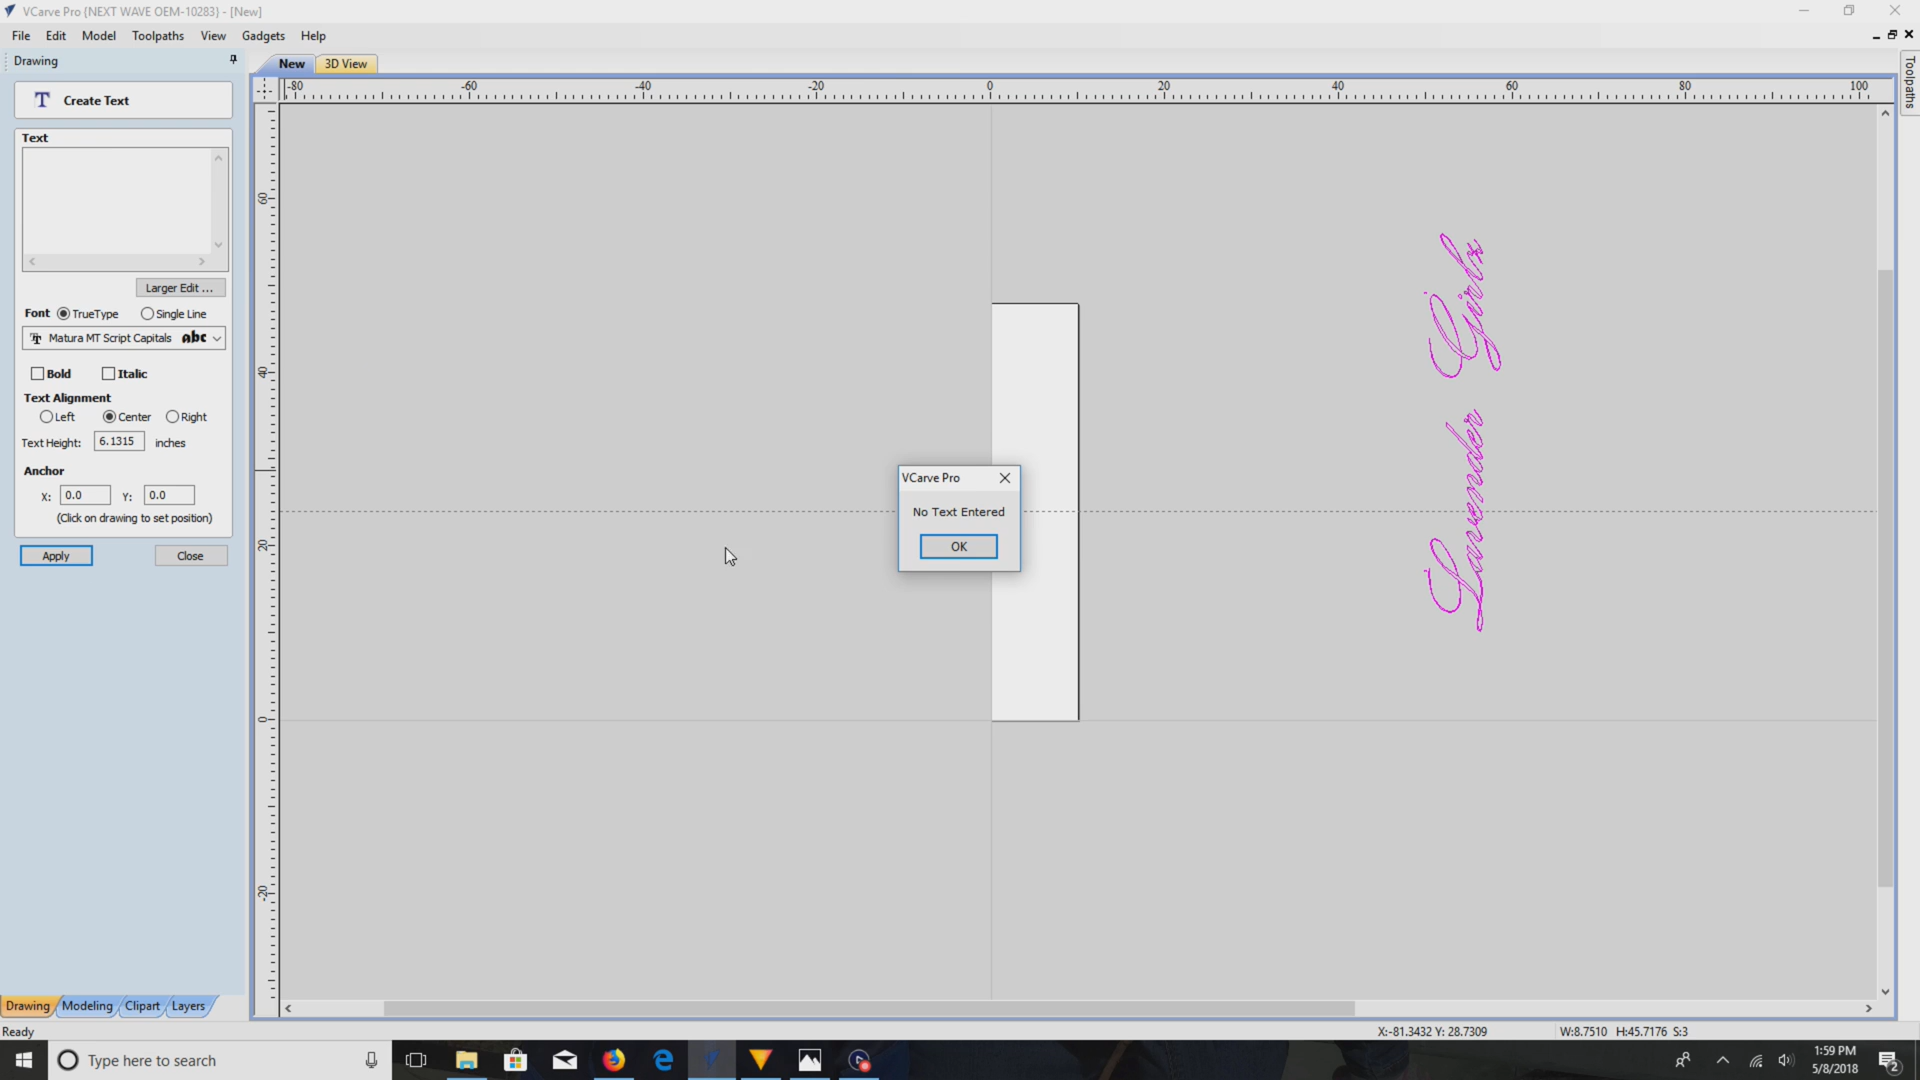 VCarve Pro {NEXT WAVE OEM-10283} - [New]
File Edit Model Toolpaths View Gadgets Help
Drawing
New 3D View
Toolpaths
T Create Text
-80 -60 -40 -20 0 20 40 60 80 100
60
40
20
0
-20
Text
Larger Edit ...
Font TrueType Single Line
Matura MT Script Capitals abc
Bold Italic
Text Alignment
Left Center Right
Text Height: 6.1315 inches
Anchor
X: 0.0 Y: 0.0
(Click on drawing to set position)
Apply Close
VCarve Pro
No Text Entered
OK
Lavender Girls
Drawing Modeling Clipart Layers
Ready
X:-81.3432 Y: 28.7309 W:8.7510 H:45.7176 S:3
Type here to search
1:59 PM
5/8/2018
2